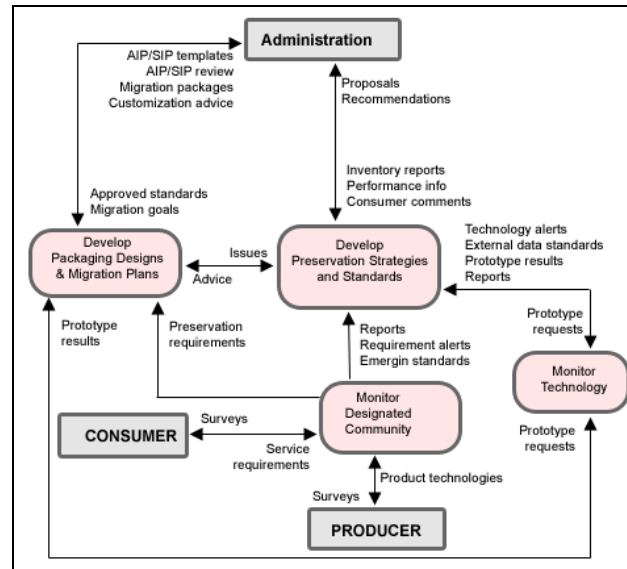 Administration
AIP/SIP templates
AIP/SIP review
Migration packages
Customization advice
Proposals
Recommendations
Inventory reports
Performance info
Consumer comments
Approved standards
Migration goals
Technology alerts
External data standards
Prototype results
Reports
Develop
Packaging Designs
& Migration Plans
Issues
Advice
Develop
Preservation Strategies
and Standards
Prototype
requests
Prototype
results
Preservation
requirements
Reports
Requirement alerts
Emergin standards
Monitor
Technology
Monitor
Designated
Community
CONSUMER
Surveys
Service
requirements
Prototype
requests
Product technologies
Surveys
PRODUCER